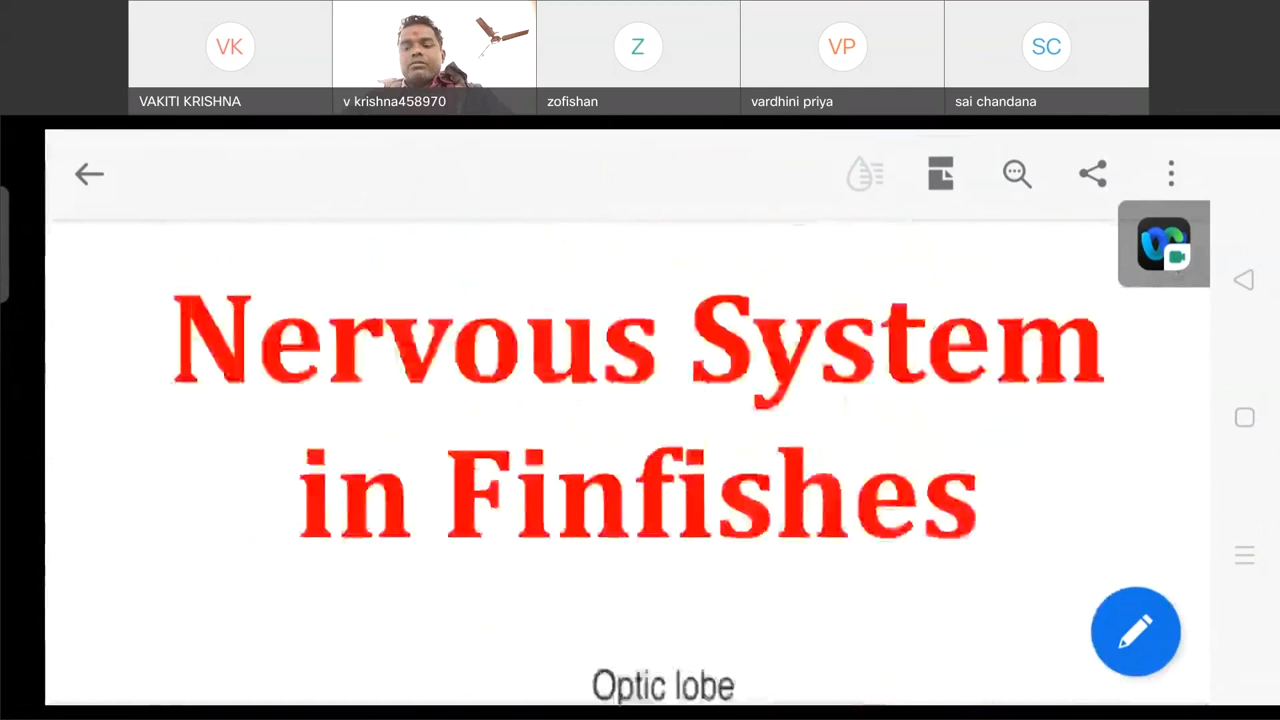 VK
Z
VP
SC
VAKITI KRISHNA
v krishna458970
zofishan
vardhini priya
sai chandana
Nervous System
in Finfishes
Optic lobe